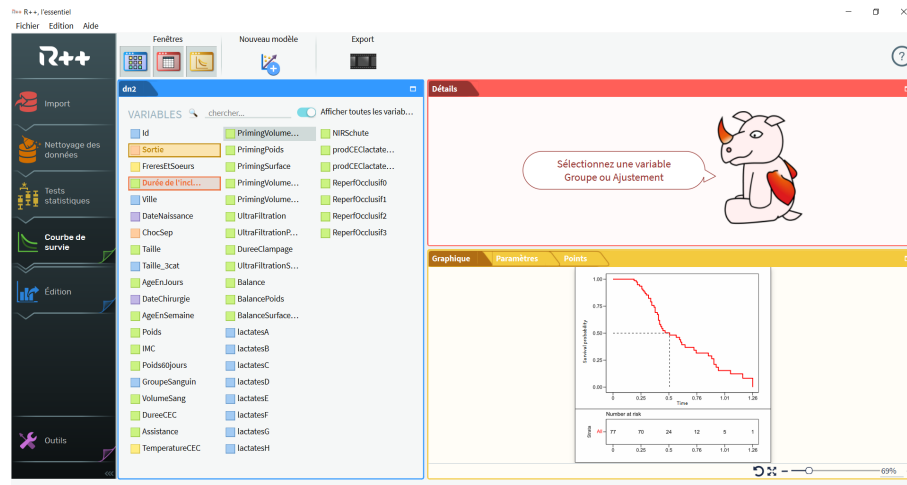 R++ R++, l'essentiel
Fichier Edition Aide
Fenêtres Nouveau modèle Export
R++
?
Import
Nettoyage des
données
Tests
statistiques
Courbe de
survie
Édition
Outils
<<
dn2
VARIABLES chercher... Afficher toutes les variab...
Id PrimingVolume... NIRSchute
Sortie PrimingPoids prodCEClactate...
FreresEtSoeurs PrimingSurface prodCEClactate...
Durée de l'incl... PrimingVolume... ReperfOcclusif0
Ville PrimingVolume... ReperfOcclusif1
DateNaissance UltraFiltration ReperfOcclusif2
ChocSep UltraFiltrationP... ReperfOcclusif3
Taille DureeClampage
Taille_3cat UltraFiltrationS...
AgeEnJours Balance
DateChirurgie BalancePoids
AgeEnSemaine BalanceSurface...
Poids lactatesA
IMC lactatesB
Poids60jours lactatesC
GroupeSanguin lactatesD
VolumeSang lactatesE
DureeCEC lactatesF
Assistance lactatesG
TemperatureCEC lactatesH
Détails
Sélectionnez une variable
Groupe ou Ajustement
Graphique Paramètres Points
Survival probability
1.00
0.75
0.50
0.25
0.00
0 0.25 0.5 0.76 1.01 1.26
Time
Number at risk
Strata
All 77 70 24 12 5 1
0 0.25 0.5 0.76 1.01 1.26
69%